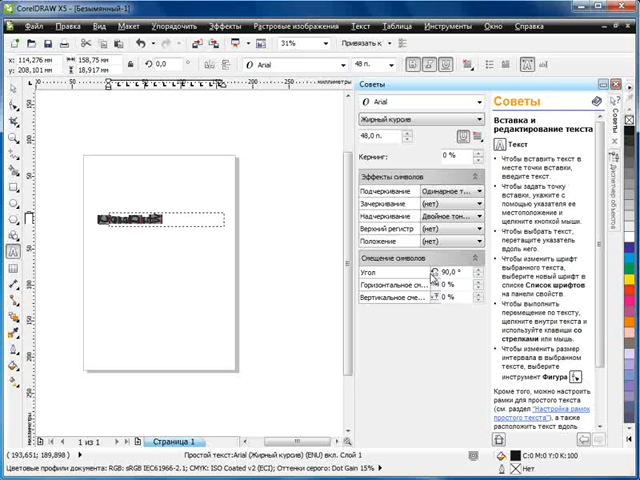 CorelDRAW X5 - [Безымянный-1]
Файл Правка Вид Макет Упорядочить Эффекты Растровые изображения Текст Таблица Инструменты Окно Справка
31% Привязать к
x: 114,276 mm
y: 208,101 mm
158,75 mm
18,917 mm
0,0 °
Arial
48 п.
миллиметры
Советы
Arial
Жирный курсив
48,0 п.
Кернинг: 0 %
Эффекты символов
Подчеркивание Одинарное т...
Зачеркивание (нет)
Надчеркивание Двойное тон...
Верхний регистр (нет)
Положение (нет)
Смещение символов
Угол 90,0 °
Горизонтальное см... 0 %
Вертикальное сме... 0 %
Советы
Вставка и
редактирование текста
Текст
• Чтобы вставить текст в
месте точки вставки,
введите текст.
• Чтобы задать точку
вставки, укажите с
помощью указателя ее
местоположение и
щелкните кнопкой мыши.
• Чтобы выбрать текст,
перетащите указатель
вдоль него.
• Чтобы изменить шрифт
выбранного текста,
выберите новый шрифт в
списке Список шрифтов
на панели свойств.
• Чтобы выполнить
перемещение по тексту,
щелкните внутри текста и
используйте клавиши со
стрелками или мышь.
• Чтобы изменить размер
интервала в выбранном
тексте, выберите
инструмент Фигура
Кроме того, можно настроить
рамки для простого текста
(см. раздел "Настройка рамок
простого текста"), а также
расположить текст вдоль
Советы
Диспетчер объектов
1 из 1
Страница 1
( 193,651; 189,898 )
Простой текст:Arial (Жирный курсив) (ENU) вкл. Слой 1
C:0 M:0 Y:0 K:100
Цветовые профили документа: RGB: sRGB IEC61966-2.1; CMYK: ISO Coated v2 (ECI); Оттенки серого: Dot Gain 15%
Нет